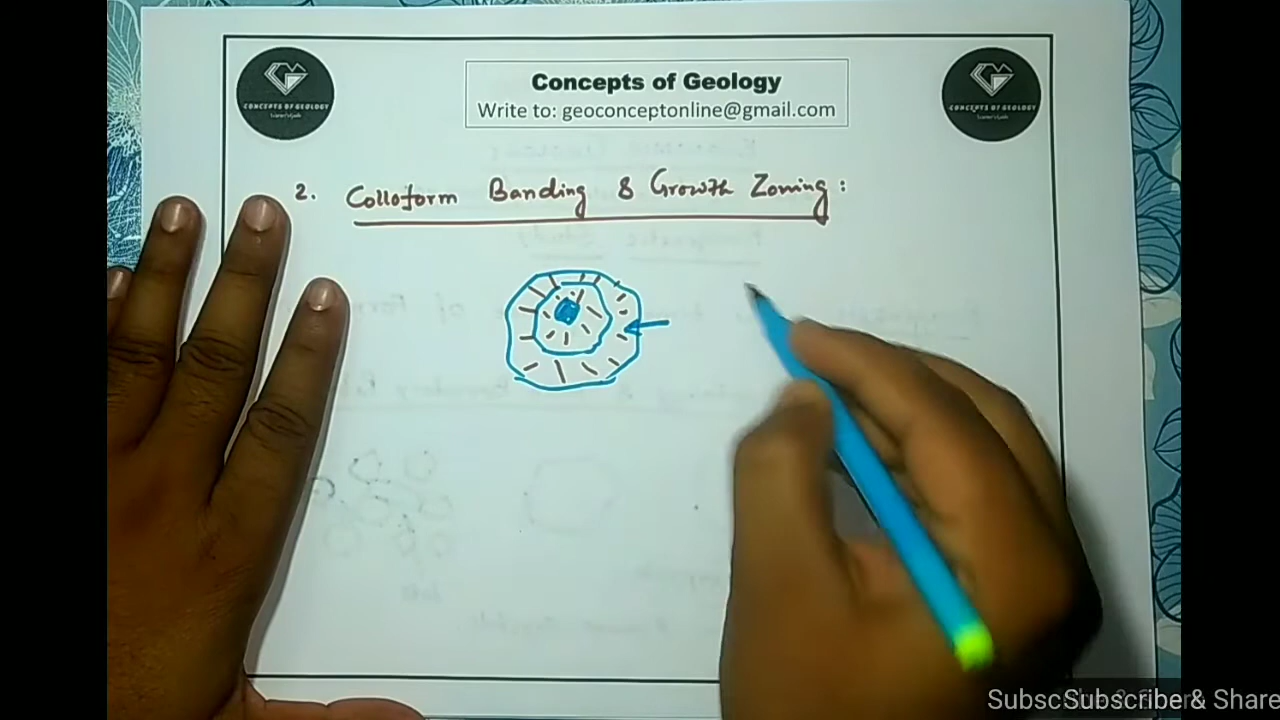 Concepts of Geology
Write to: geoconceptonline@gmail.com
CONCEPTS OF GEOLOGY
CONCEPTS OF GEOLOGY
2. Colloform Banding & Growth Zoning:
SubscSubscriber& Share